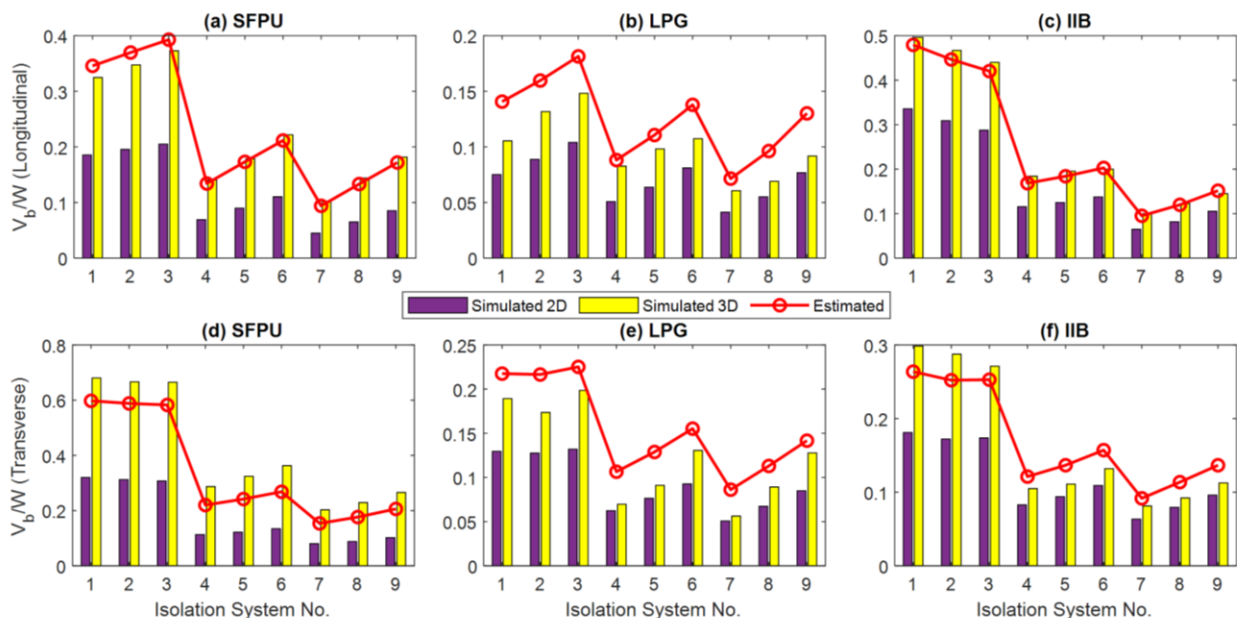 (a) SFPU
(b) LPG
(c) IIB
V_b/W (Longitudinal)
0.4
0.3
0.2
0.1
0
1 2 3 4 5 6 7 8 9
0.2
0.15
0.1
0.05
0
1 2 3 4 5 6 7 8 9
0.5
0.4
0.3
0.2
0.1
0
1 2 3 4 5 6 7 8 9
Simulated 2D Simulated 3D Estimated
(d) SFPU
(e) LPG
(f) IIB
V_b/W (Transverse)
0.8
0.6
0.4
0.2
0
1 2 3 4 5 6 7 8 9
Isolation System No.
0.25
0.2
0.15
0.1
0.05
0
1 2 3 4 5 6 7 8 9
Isolation System No.
0.3
0.2
0.1
0
1 2 3 4 5 6 7 8 9
Isolation System No.